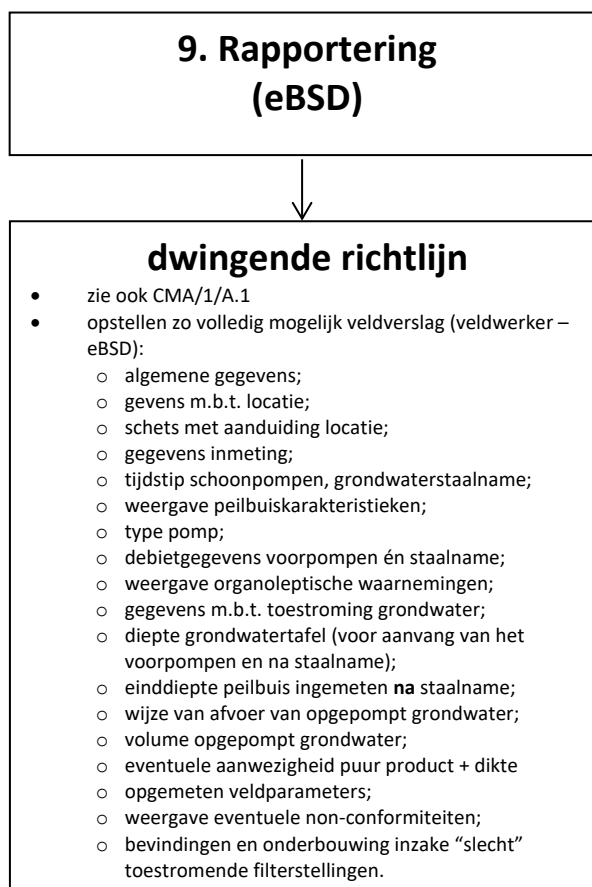 9. Rapportering
(eBSD)
dwingende richtlijn
• zie ook CMA/1/A.1
• opstellen zo volledig mogelijk veldverslag (veldwerker –
eBSD):
o algemene gegevens;
o gevens m.b.t. locatie;
o schets met aanduiding locatie;
o gegevens inmeting;
o tijdstip schoonpompen, grondwaterstaalname;
o weergave peilbuiskarakteristieken;
o type pomp;
o debietgegevens voorpompen én staalname;
o weergave organoleptische waarnemingen;
o gegevens m.b.t. toestroming grondwater;
o diepte grondwatertafel (voor aanvang van het
voorpompen en na staalname);
o einddiepte peilbuis ingemeten na staalname;
o wijze van afvoer van opgepompt grondwater;
o volume opgepompt grondwater;
o eventuele aanwezigheid puur product + dikte
o opgemeten veldparameters;
o weergave eventuele non-conformiteiten;
o bevindingen en onderbouwing inzake “slecht”
toestromende filterstellingen.